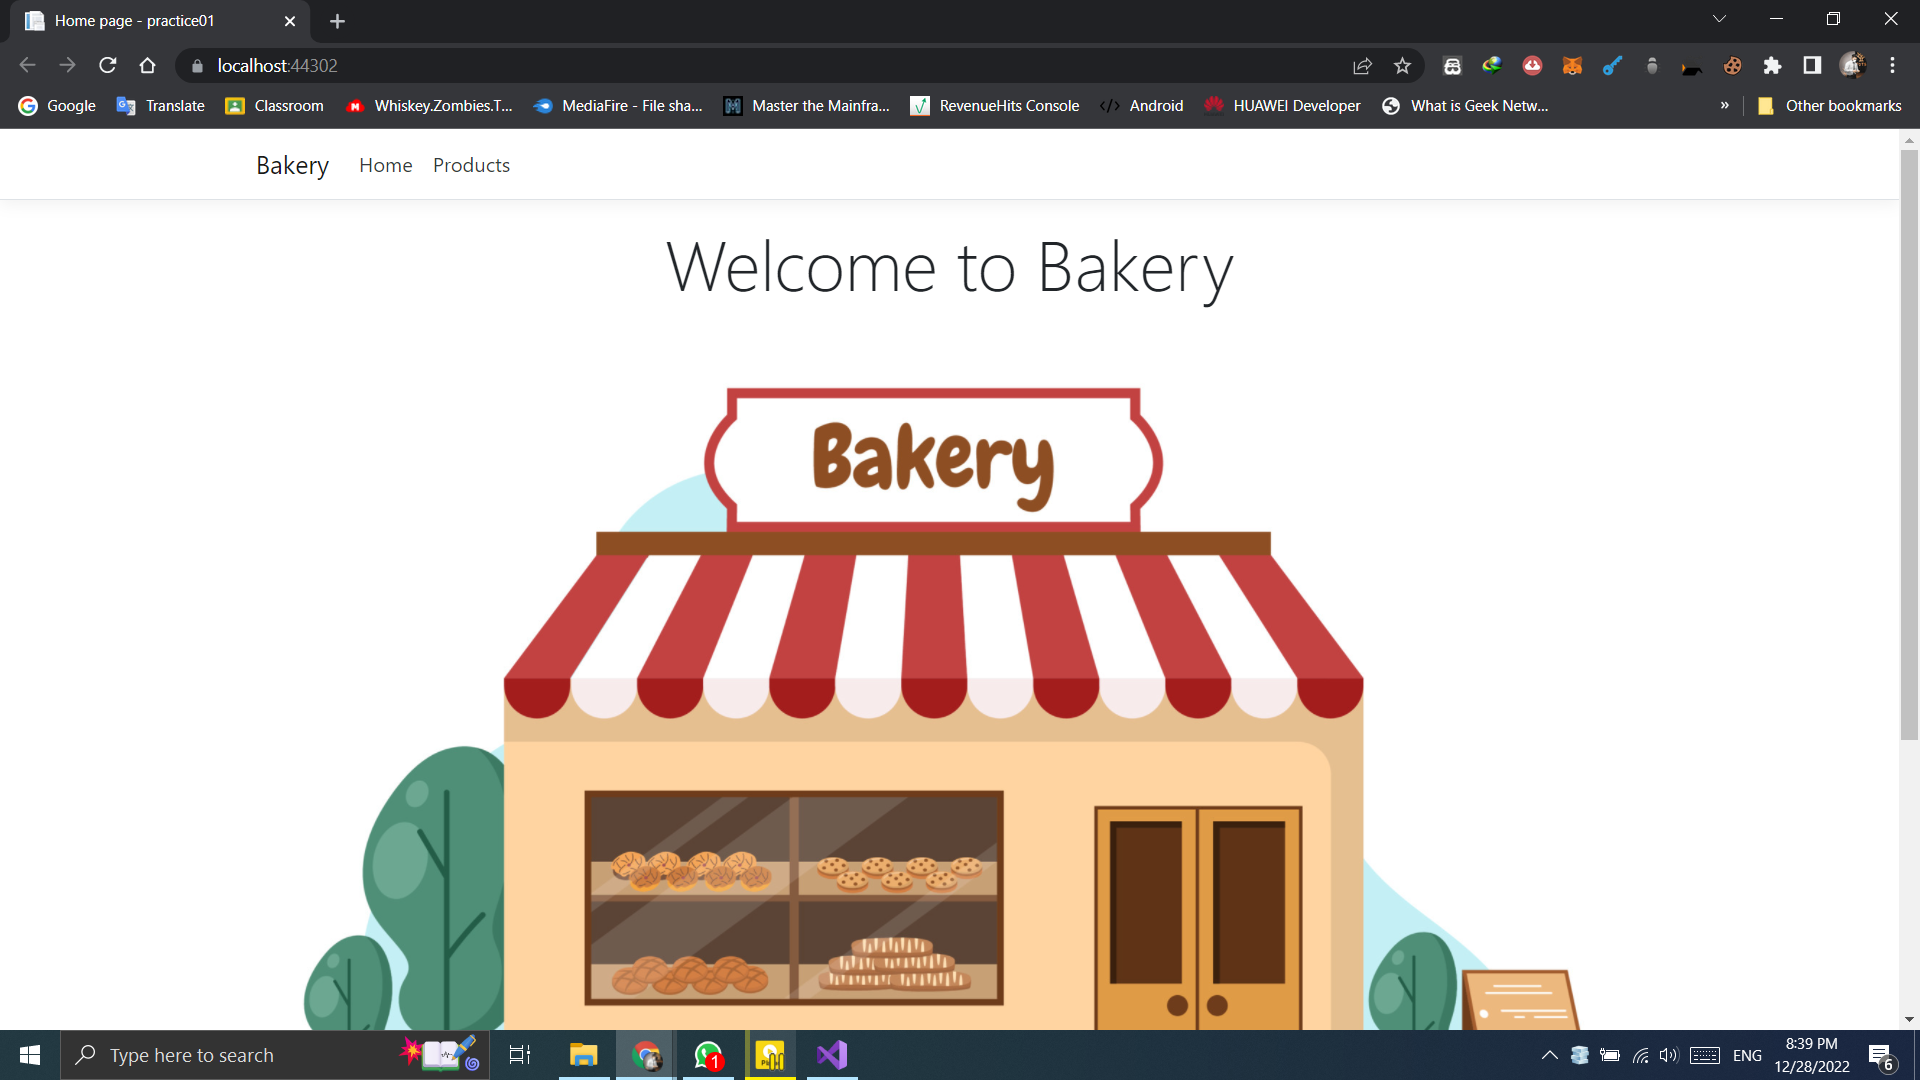 Home page - practice01
localhost:44302
Google Translate Classroom Whiskey.Zombies.T... MediaFire - File sha... Master the Mainfra... RevenueHits Console Android HUAWEI Developer What is Geek Netw... » Other bookmarks
Bakery Home Products
Welcome to Bakery
Bakery
Type here to search
1
ENG
8:39 PM
12/28/2022
6